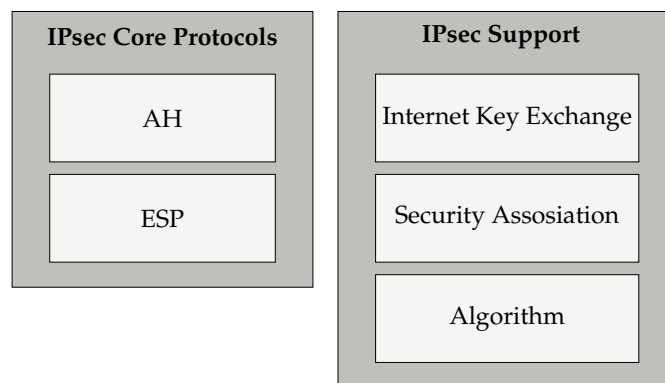 IPsec Core Protocols
AH
ESP
IPsec Support
Internet Key Exchange
Security Assosiation
Algorithm